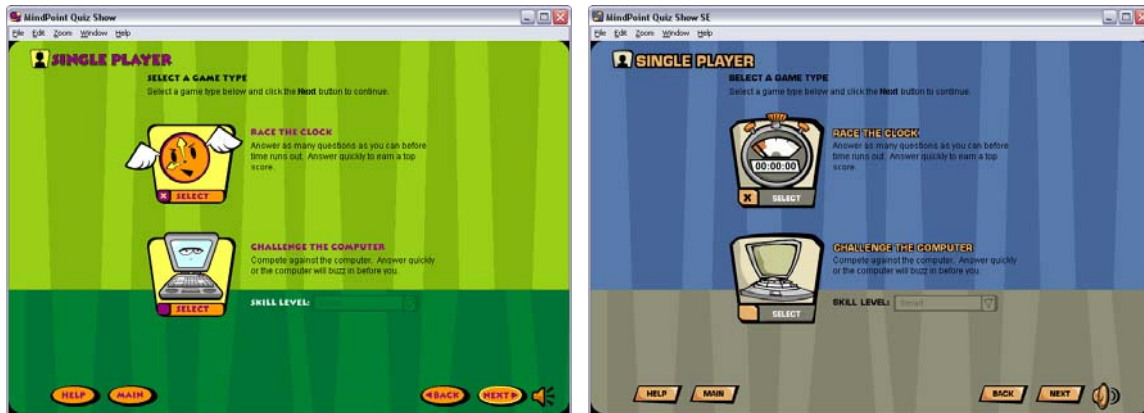 MindPoint Quiz Show
File Edit Zoom Window Help
SINGLE PLAYER
SELECT A GAME TYPE
Select a game type below and click the Next button to continue.
RACE THE CLOCK
Answer as many questions as you can before
time runs out. Answer quickly to earn a top
score.
X SELECT
CHALLENGE THE COMPUTER
Compete against the computer. Answer quickly
or the computer will buzz in before you.
SELECT
SKILL LEVEL:
HELP MAIN BACK NEXT
MindPoint Quiz Show SE
File Edit Zoom Window Help
SINGLE PLAYER
SELECT A GAME TYPE
Select a game type below and click the Next button to continue.
RACE THE CLOCK
Answer as many questions as you can before
time runs out. Answer quickly to earn a top
score.
00:00:00
X SELECT
CHALLENGE THE COMPUTER
Compete against the computer. Answer quickly
or the computer will buzz in before you.
SELECT
SKILL LEVEL: Smart
HELP MAIN BACK NEXT